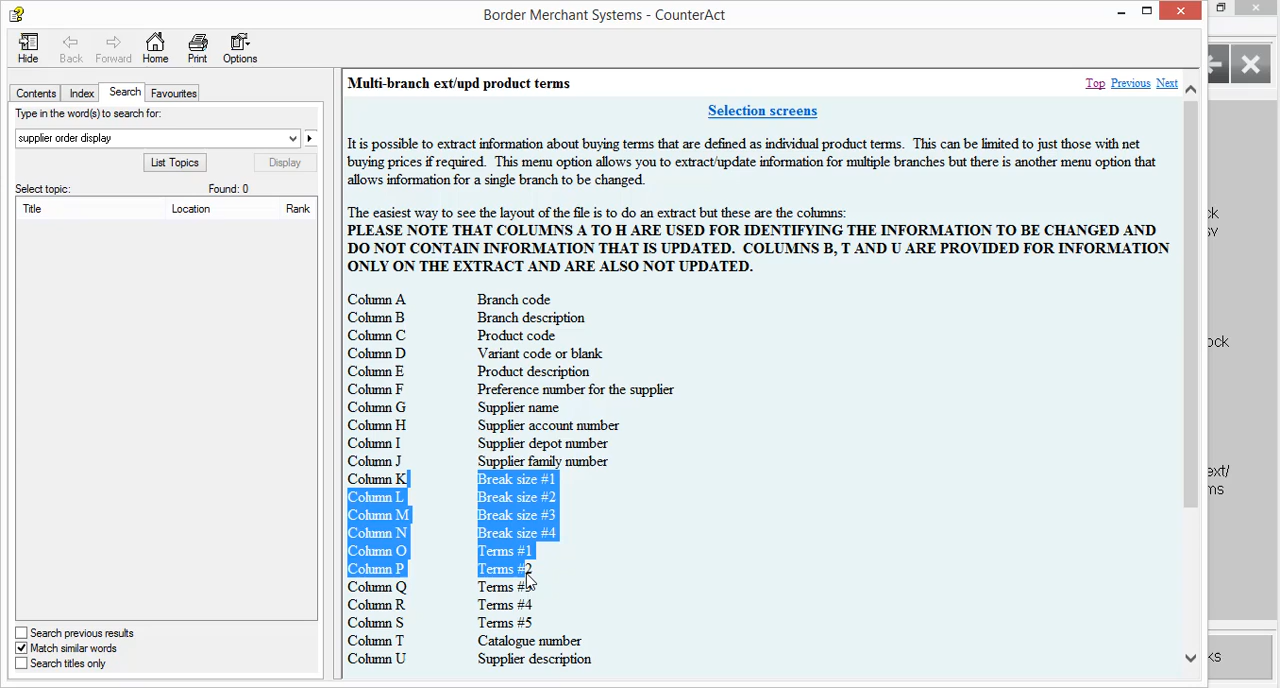 Border Merchant Systems - CounterAct
Hide
Back
Forward
Home
Print
Options
Contents
Index
Search
Favourites
Type in the word(s) to search for:
supplier order display
List Topics
Display
Select topic:
Found: 0
Title
Location
Rank
Search previous results
Match similar words
Search titles only
Multi-branch ext/upd product terms
Top Previous Next
Selection screens
It is possible to extract information about buying terms that are defined as individual product terms. This can be limited to just those with net
buying prices if required. This menu option allows you to extract/update information for multiple branches but there is another menu option that
allows information for a single branch to be changed.
The easiest way to see the layout of the file is to do an extract but these are the columns:
PLEASE NOTE THAT COLUMNS A TO H ARE USED FOR IDENTIFYING THE INFORMATION TO BE CHANGED AND
DO NOT CONTAIN INFORMATION THAT IS UPDATED. COLUMNS B, T AND U ARE PROVIDED FOR INFORMATION
ONLY ON THE EXTRACT AND ARE ALSO NOT UPDATED.
Column A Branch code
Column B Branch description
Column C Product code
Column D Variant code or blank
Column E Product description
Column F Preference number for the supplier
Column G Supplier name
Column H Supplier account number
Column I Supplier depot number
Column J Supplier family number
Column K Break size #1
Column L Break size #2
Column M Break size #3
Column N Break size #4
Column O Terms #1
Column P Terms #2
Column Q Terms #3
Column R Terms #4
Column S Terms #5
Column T Catalogue number
Column U Supplier description